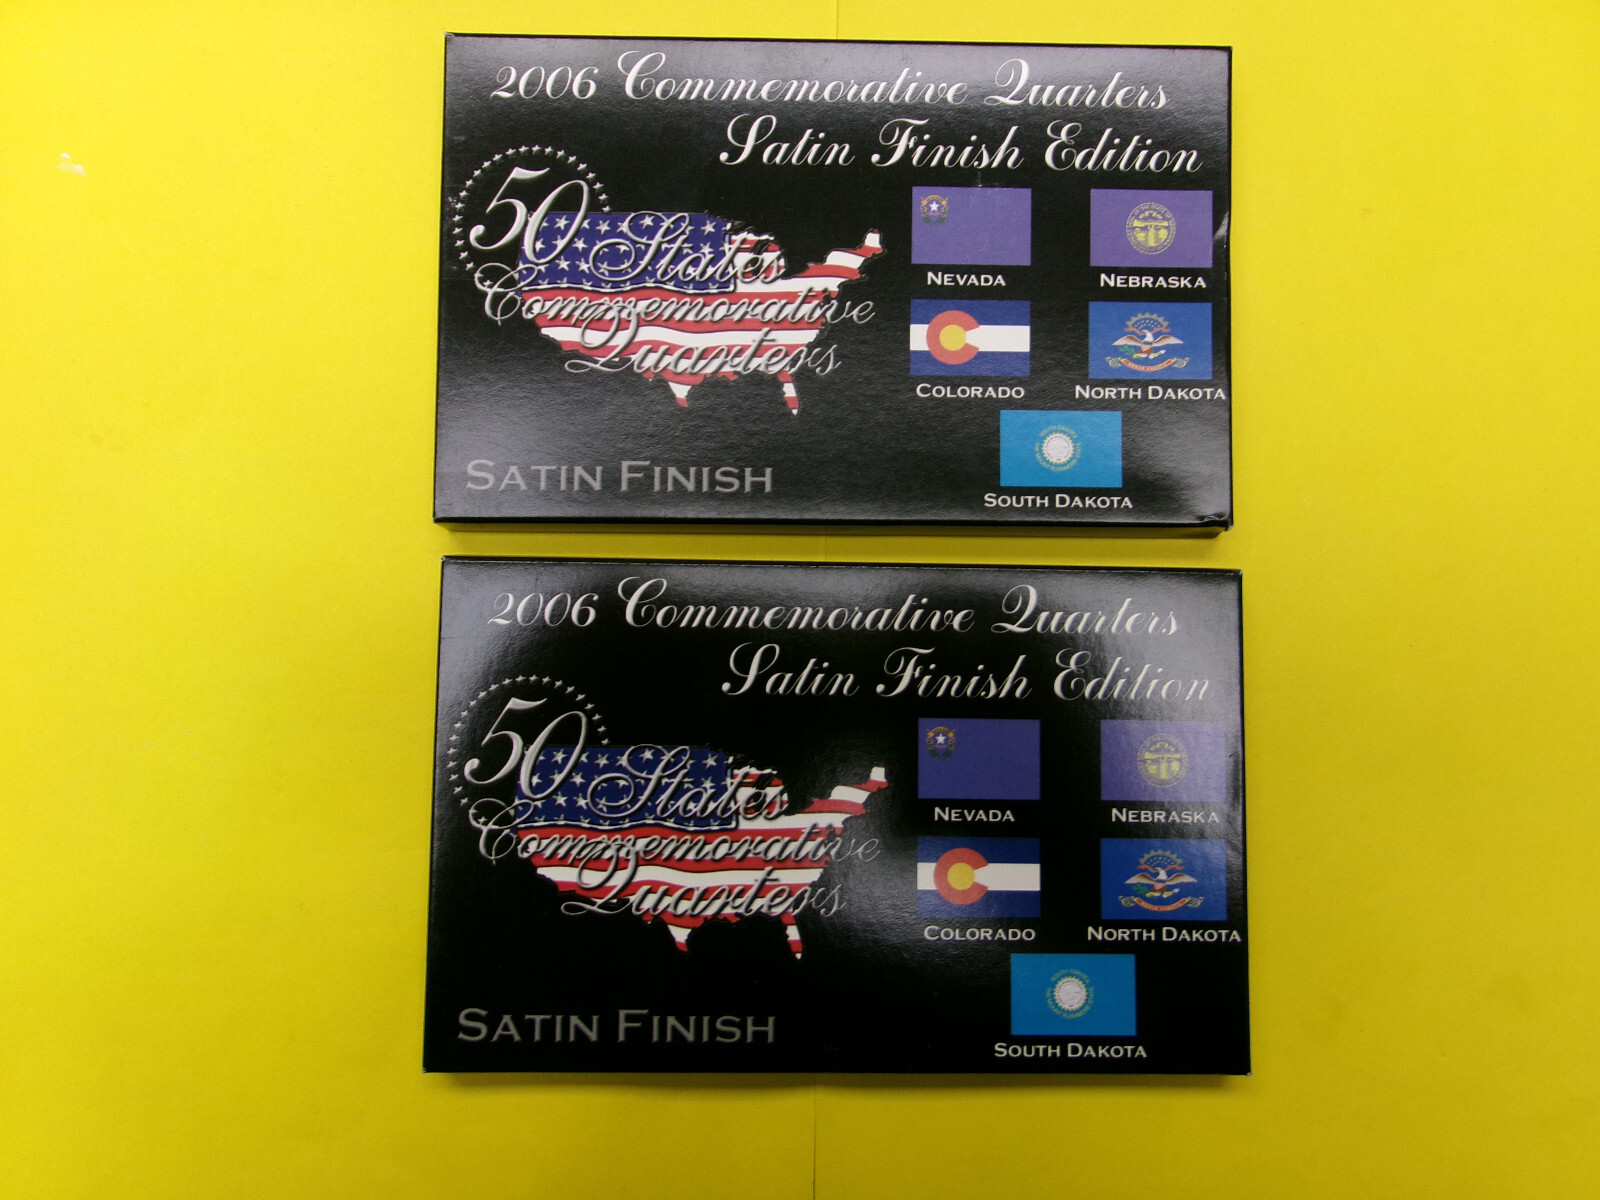 2006 Commemorative Quarters
Satin Finish Edition
50 States
Commemorative
Quarters
NEVADA
NEBRASKA
COLORADO
NORTH DAKOTA
SOUTH DAKOTA
SATIN FINISH
2006 Commemorative Quarters
Satin Finish Edition
50 States
Commemorative
Quarters
NEVADA
NEBRASKA
COLORADO
NORTH DAKOTA
SOUTH DAKOTA
SATIN FINISH